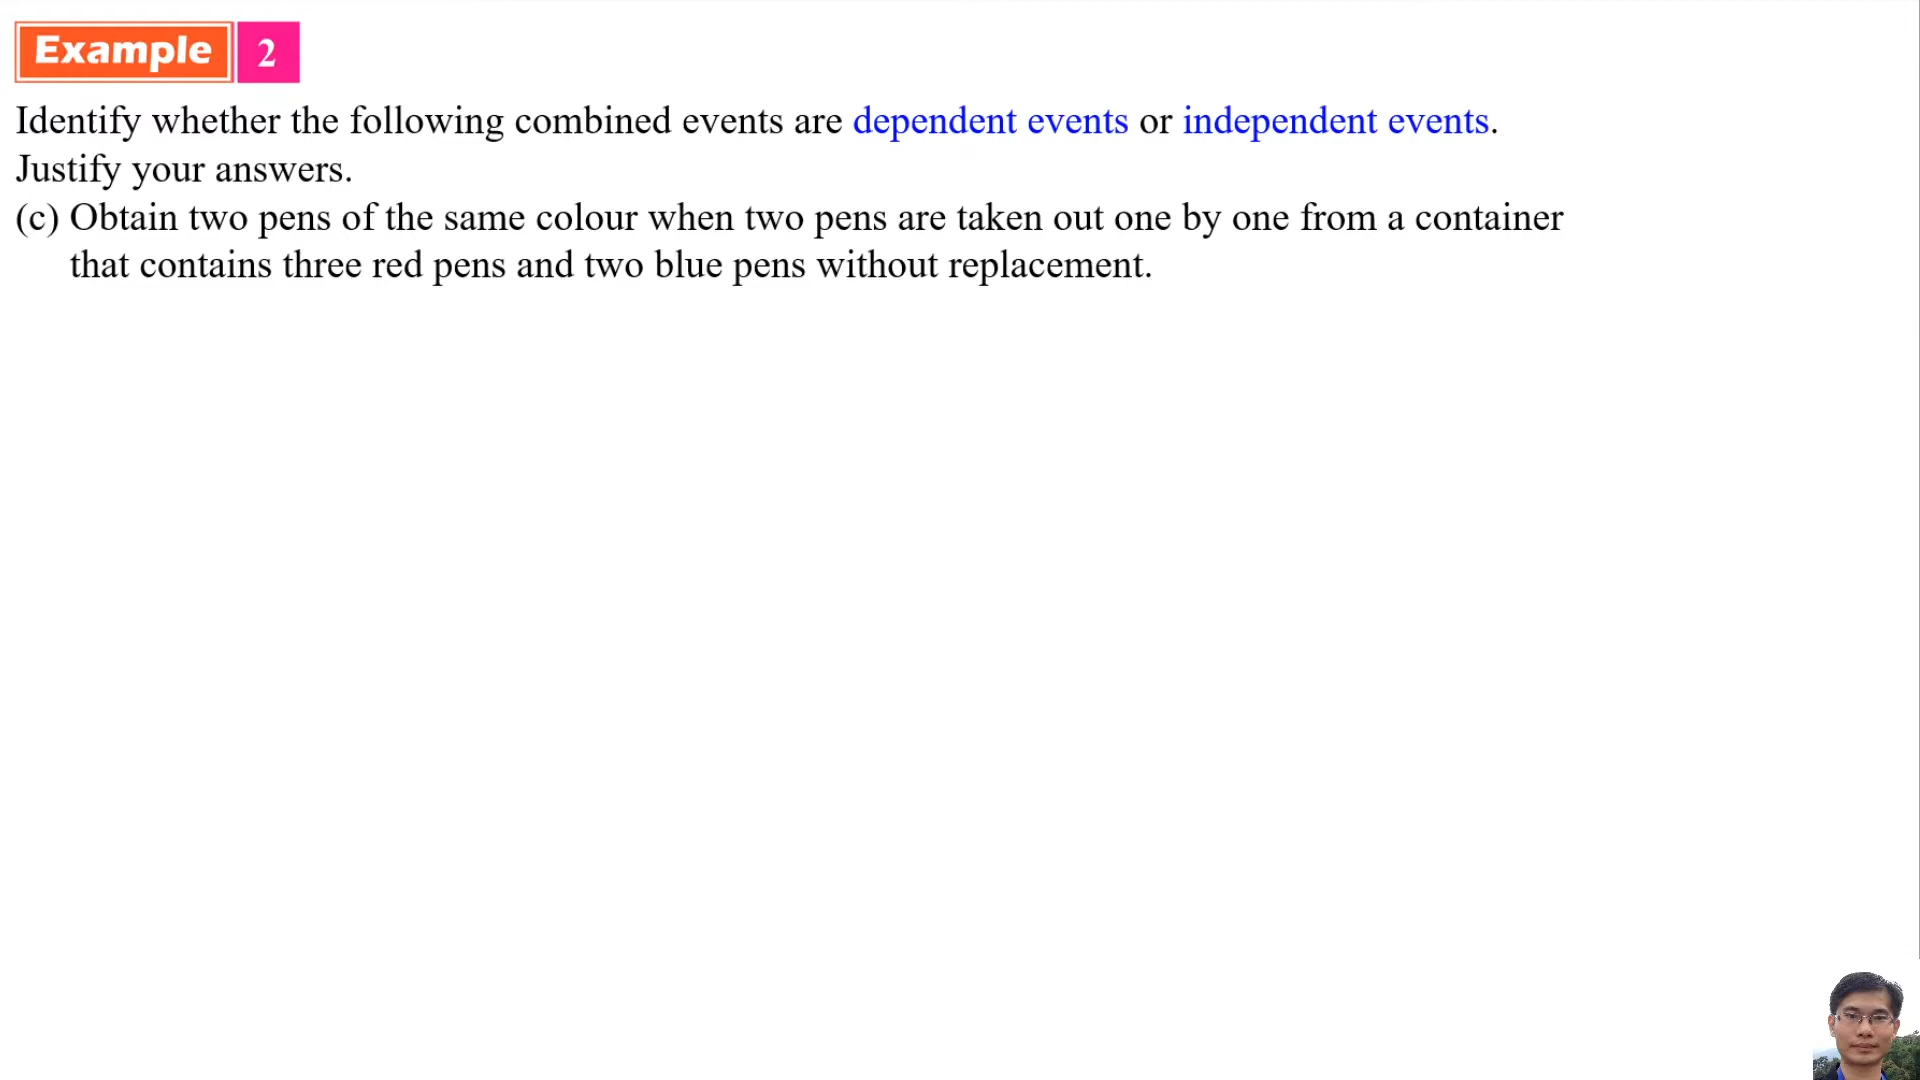 Example 2
Identify whether the following combined events are dependent events or independent events.
Justify your answers.
(c) Obtain two pens of the same colour when two pens are taken out one by one from a container
that contains three red pens and two blue pens without replacement.